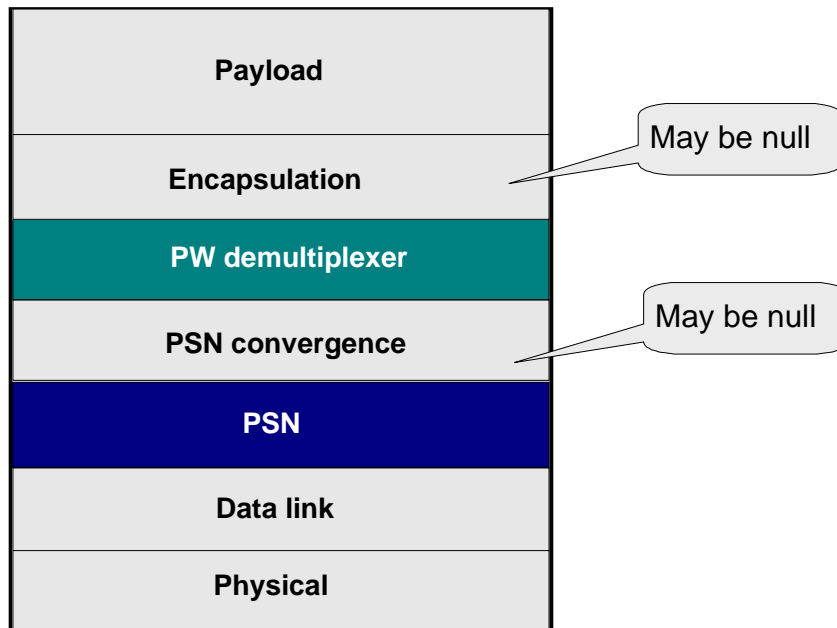 Payload
May be null
Encapsulation
PW demultiplexer
May be null
PSN convergence
PSN
Data link
Physical